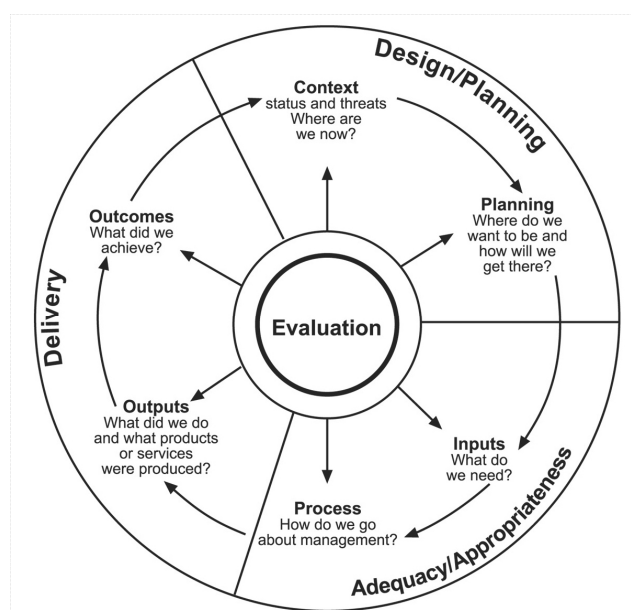 Design/Planning
Context
status and threats
Where are
we now?
Planning
Where do we
want to be and
how will we
get there?
Outcomes
What did we
achieve?
Delivery
Evaluation
Outputs
What did we do
and what products
or services
were produced?
Inputs
What do
we need?
Process
How do we go
about management?
Adequacy/Appropriateness